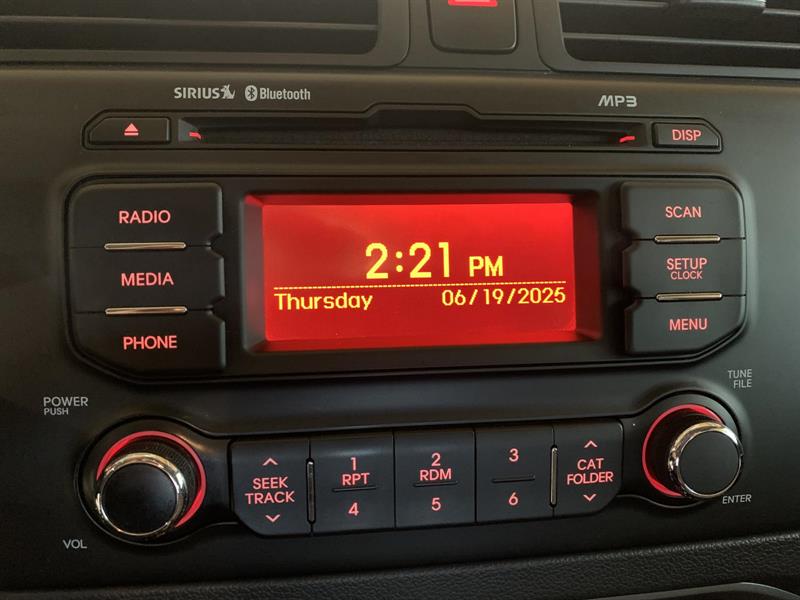 SIRIUS Bluetooth MP3
DISP
RADIO
MEDIA
PHONE
2:21 PM
Thursday 06/19/2025
SCAN
SETUP
CLOCK
MENU
POWER
PUSH
VOL
SEEK
TRACK
1
RPT
4
2
RDM
5
3
6
CAT
FOLDER
TUNE
FILE
ENTER